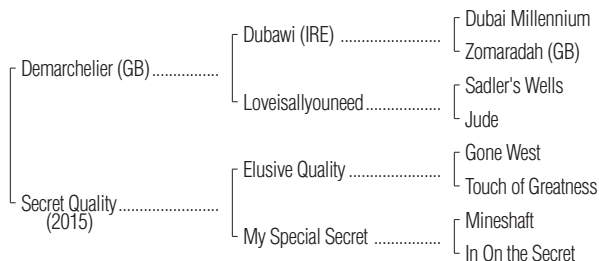 Dubai Millennium
Dubawi (IRE) ....................
Zomaradah (GB)
Demarchelier (GB) ..............
Sadler's Wells
Loveisallyouneed ................
Jude
Gone West
Elusive Quality ...................
Touch of Greatness
Secret Quality .....................
(2015)
Mineshaft
My Special Secret ..............
In On the Secret